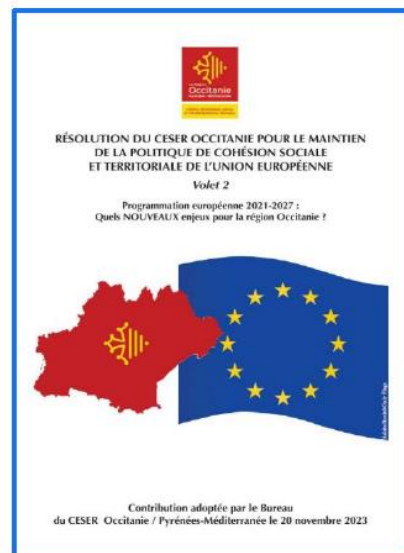 Occitanie
RÉSOLUTION DU CESER OCCITANIE POUR LE MAINTIEN
DE LA POLITIQUE DE COHÉSION SOCIALE
ET TERRITORIALE DE L'UNION EUROPÉENNE
Volet 2
Programmation européenne 2021-2027 :
Quels NOUVEAUX enjeux pour la région Occitanie ?
Contribution adoptée par le Bureau
du CESER Occitanie / Pyrénées-Méditerranée le 20 novembre 2023